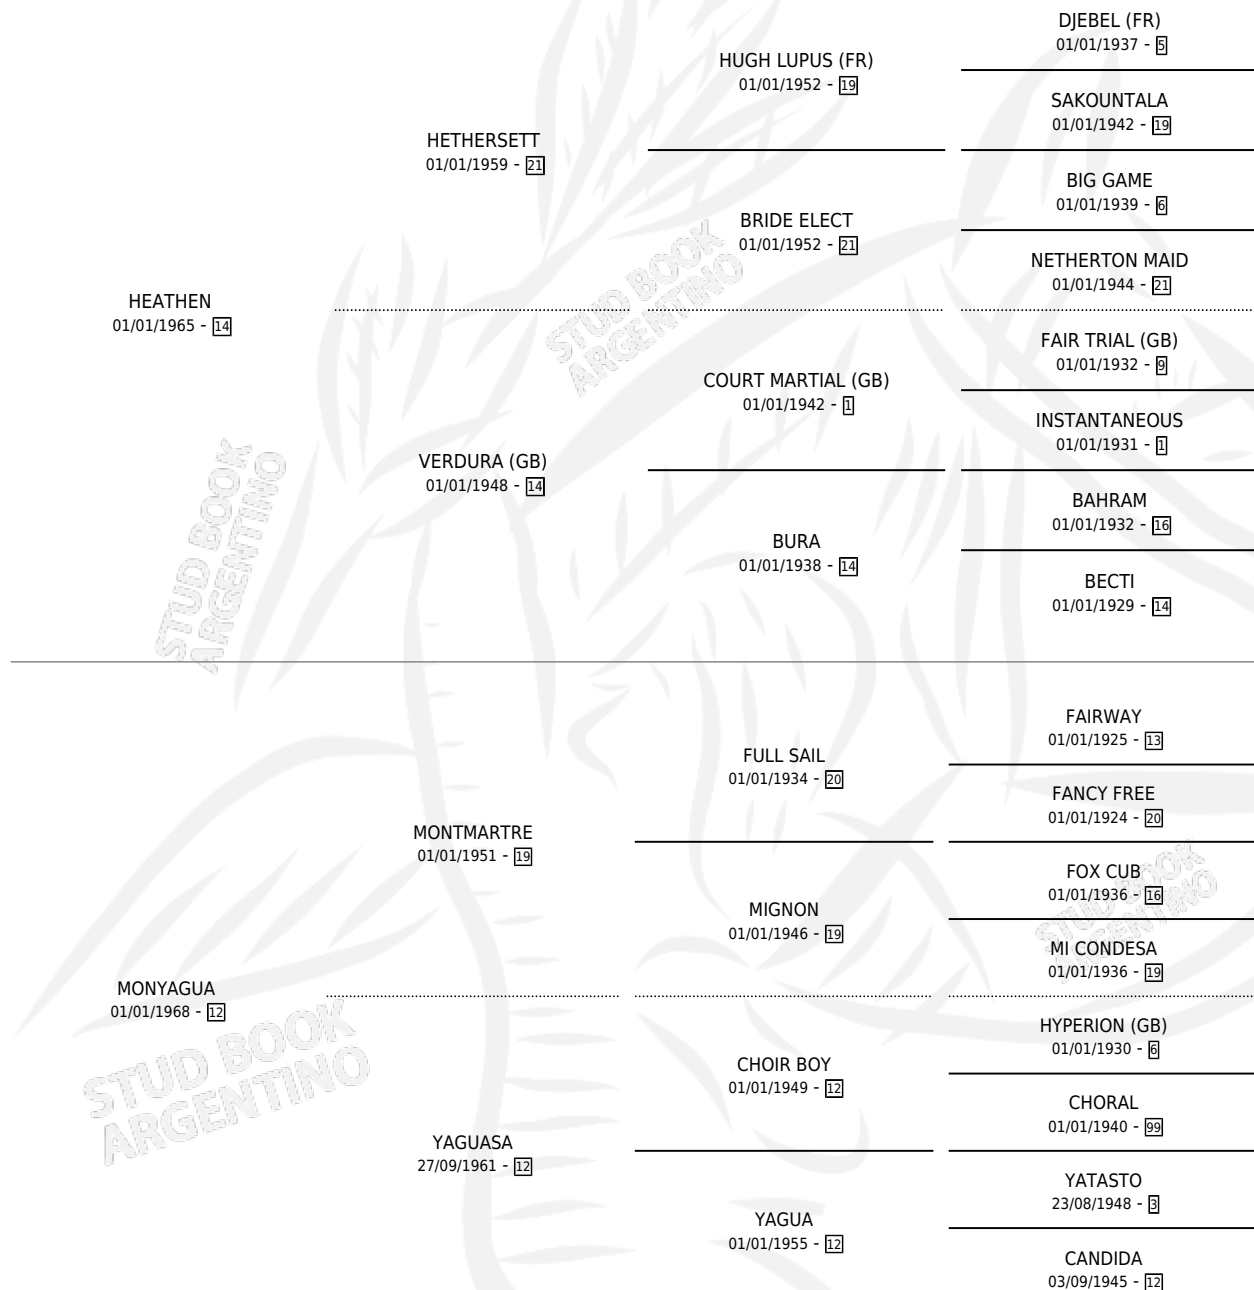 DJEBEL (FR)
01/01/1937 - 5
HUGH LUPUS (FR)
01/01/1952 - 19
SAKOUNTALA
01/01/1942 - 19
HETHERSETT
01/01/1959 - 21
BIG GAME
01/01/1939 - 6
BRIDE ELECT
01/01/1952 - 21
NETHERTON MAID
01/01/1944 - 21
HEATHEN
01/01/1965 - 14
FAIR TRIAL (GB)
01/01/1932 - 9
COURT MARTIAL (GB)
01/01/1942 - 1
INSTANTANEOUS
01/01/1931 - 1
VERDURA (GB)
01/01/1948 - 14
BAHRAM
01/01/1932 - 16
BURA
01/01/1938 - 14
BECTI
01/01/1929 - 14
FAIRWAY
01/01/1925 - 13
FULL SAIL
01/01/1934 - 20
FANCY FREE
01/01/1924 - 20
MONTMARTRE
01/01/1951 - 19
FOX CUB
01/01/1936 - 16
MIGNON
01/01/1946 - 19
MI CONDESA
01/01/1936 - 19
MONYAGUA
01/01/1968 - 12
HYPERION (GB)
01/01/1930 - 6
CHOIR BOY
01/01/1949 - 12
CHORAL
01/01/1940 - 99
YAGUASA
27/09/1961 - 12
YATASTO
23/08/1948 - 3
YAGUA
01/01/1955 - 12
CANDIDA
03/09/1945 - 12
STUD BOOK
ARGENTINO
STUD BOOK
ARGENTINO
STUD BOOK
ARGENTINO
STUD BOOK
ARGENTINO